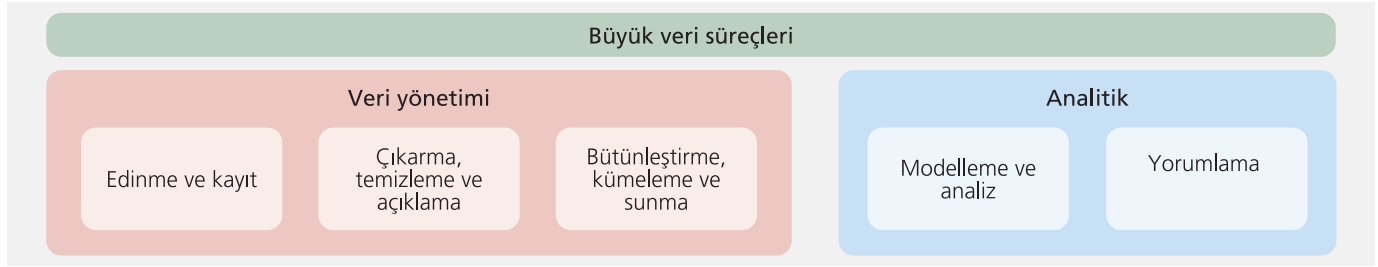 Büyük veri süreçleri
Veri yönetimi
Edinme ve kayıt
Çıkarma,
temizleme ve
açıklama
Bütünleştirme,
kümeleme ve
sunma
Analitik
Modelleme ve
analiz
Yorumlama